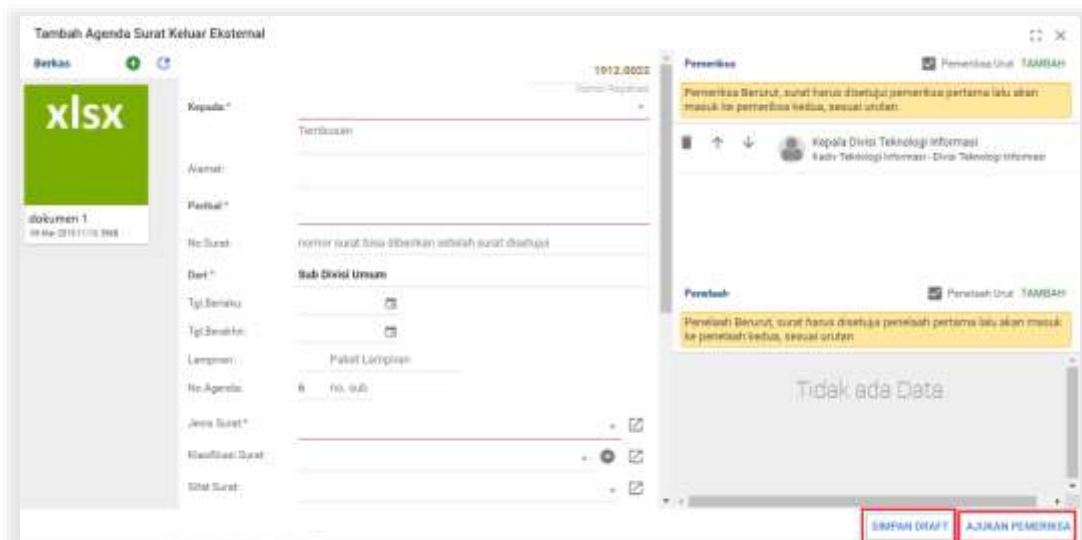 Tambah Agenda Surat Keluar Eksternal
Berkas
xlsx
dokumen 1
1912.0023
Nomor Registrasi
Kepada:*
Tembusan
Alamat:
Perihal:*
No.Surat:
nomor surat bisa diberikan setelah surat disetujui
Dari:*
Sub Divisi Umum
Tgl.Berlaku:
Tgl.Berakhir:
Lampiran:
Paket Lampiran
No.Agenda:
6
no. sub
Jenis Surat:*
Klasifikasi Surat:
Sifat Surat:
Pemeriksa
Pemeriksa Urut
TAMBAH
Pemeriksa Berurut, surat harus disetujui pemeriksa pertama lalu akan
masuk ke pemeriksa kedua, sesuai urutan
Kepala Divisi Teknologi Informasi
Kadiv Teknologi Informasi - Divisi Teknologi Informasi
Penelaah
Penelaah Urut
TAMBAH
Penelaah Berurut, surat harus disetujui penelaah pertama lalu akan masuk
ke penelaah kedua, sesuai urutan
Tidak ada Data
SIMPAN DRAFT
AJUKAN PEMERIKSA